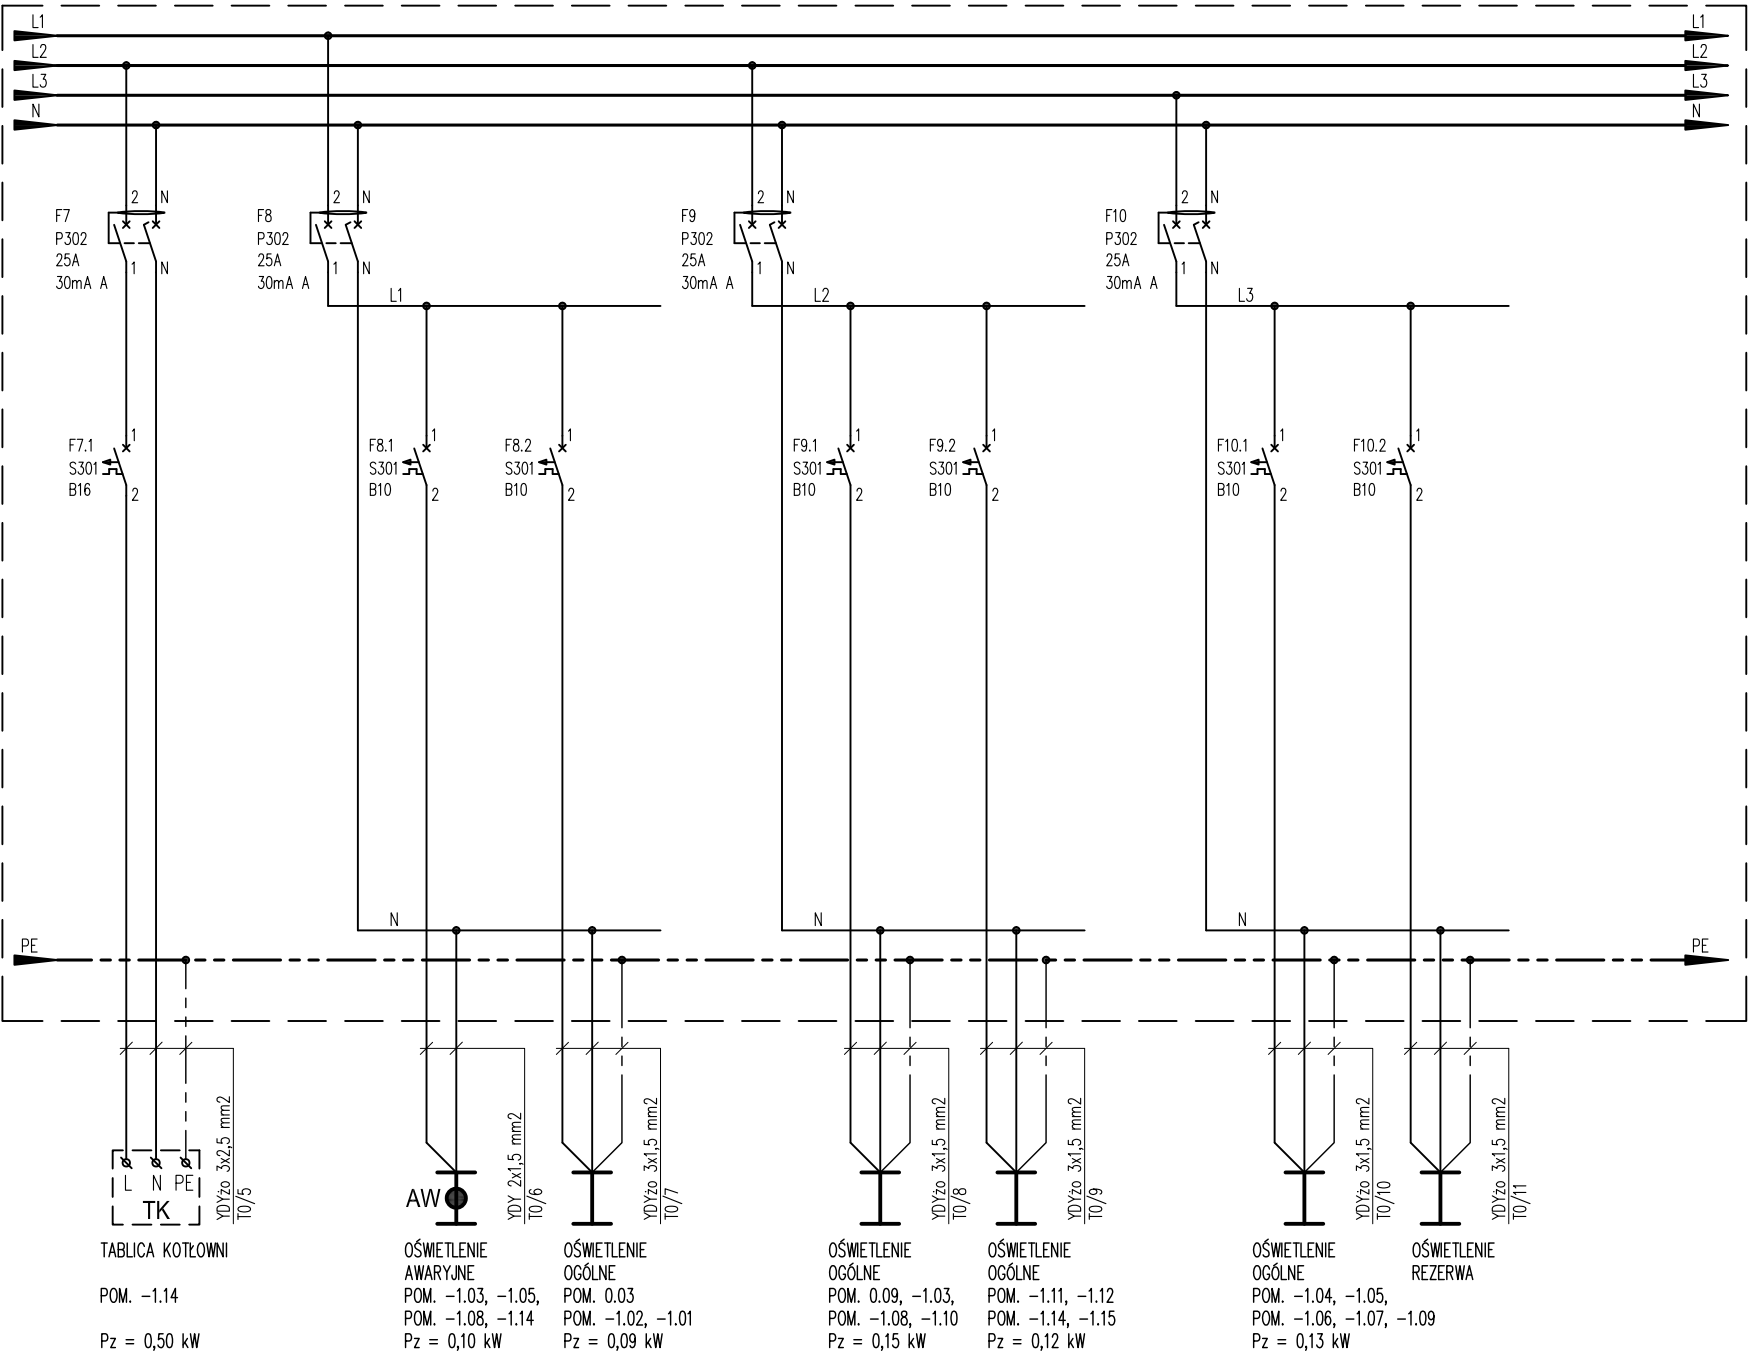 L1
L1
L2
L2
L3
L3
N
N
2 N
F7
P302
25A
30mA A
1 N
2 N
F8
P302
25A
30mA A
1 N
2 N
F9
P302
25A
30mA A
1 N
2 N
F10
P302
25A
30mA A
1 N
L1
L2
L3
F7.1
S301
B16
1
2
F8.1
S301
B10
1
2
F8.2
S301
B10
1
2
F9.1
S301
B10
1
2
F9.2
S301
B10
1
2
F10.1
S301
B10
1
2
F10.2
S301
B10
1
2
N
N
N
PE
PE
YDYżo 3x2,5 mm2
TO/5
YDY 2x1,5 mm2
TO/6
YDYżo 3x1,5 mm2
TO/7
YDYżo 3x1,5 mm2
TO/8
YDYżo 3x1,5 mm2
TO/9
YDYżo 3x1,5 mm2
TO/10
YDYżo 3x1,5 mm2
TO/11
L N PE
TK
AW
TABLICA KOTŁOWNI
POM. -1.14
Pz = 0,50 kW
OŚWIETLENIE
AWARYJNE
POM. -1.03, -1.05,
POM. -1.08, -1.14
Pz = 0,10 kW
OŚWIETLENIE
OGÓLNE
POM. 0.03
POM. -1.02, -1.01
Pz = 0,09 kW
OŚWIETLENIE
OGÓLNE
POM. 0.09, -1.03,
POM. -1.08, -1.10
Pz = 0,15 kW
OŚWIETLENIE
OGÓLNE
POM. -1.11, -1.12
POM. -1.14, -1.15
Pz = 0,12 kW
OŚWIETLENIE
OGÓLNE
POM. -1.04, -1.05,
POM. -1.06, -1.07, -1.09
Pz = 0,13 kW
OŚWIETLENIE
REZERWA